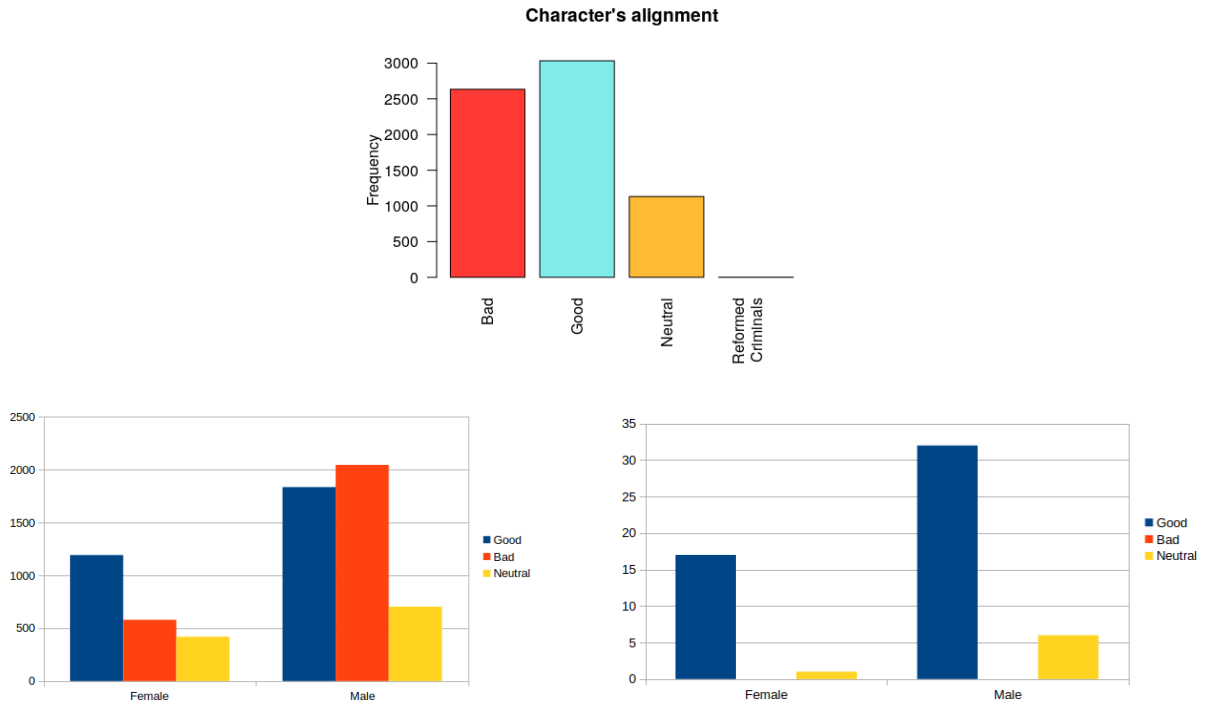 Character's alignment
3000
2500
2000
1500
1000
500
0
Frequency
Bad
Good
Neutral
Reformed
Criminals
2500
2000
1500
1000
500
0
Female
Male
Good
Bad
Neutral
35
30
25
20
15
10
5
0
Female
Male
Good
Bad
Neutral